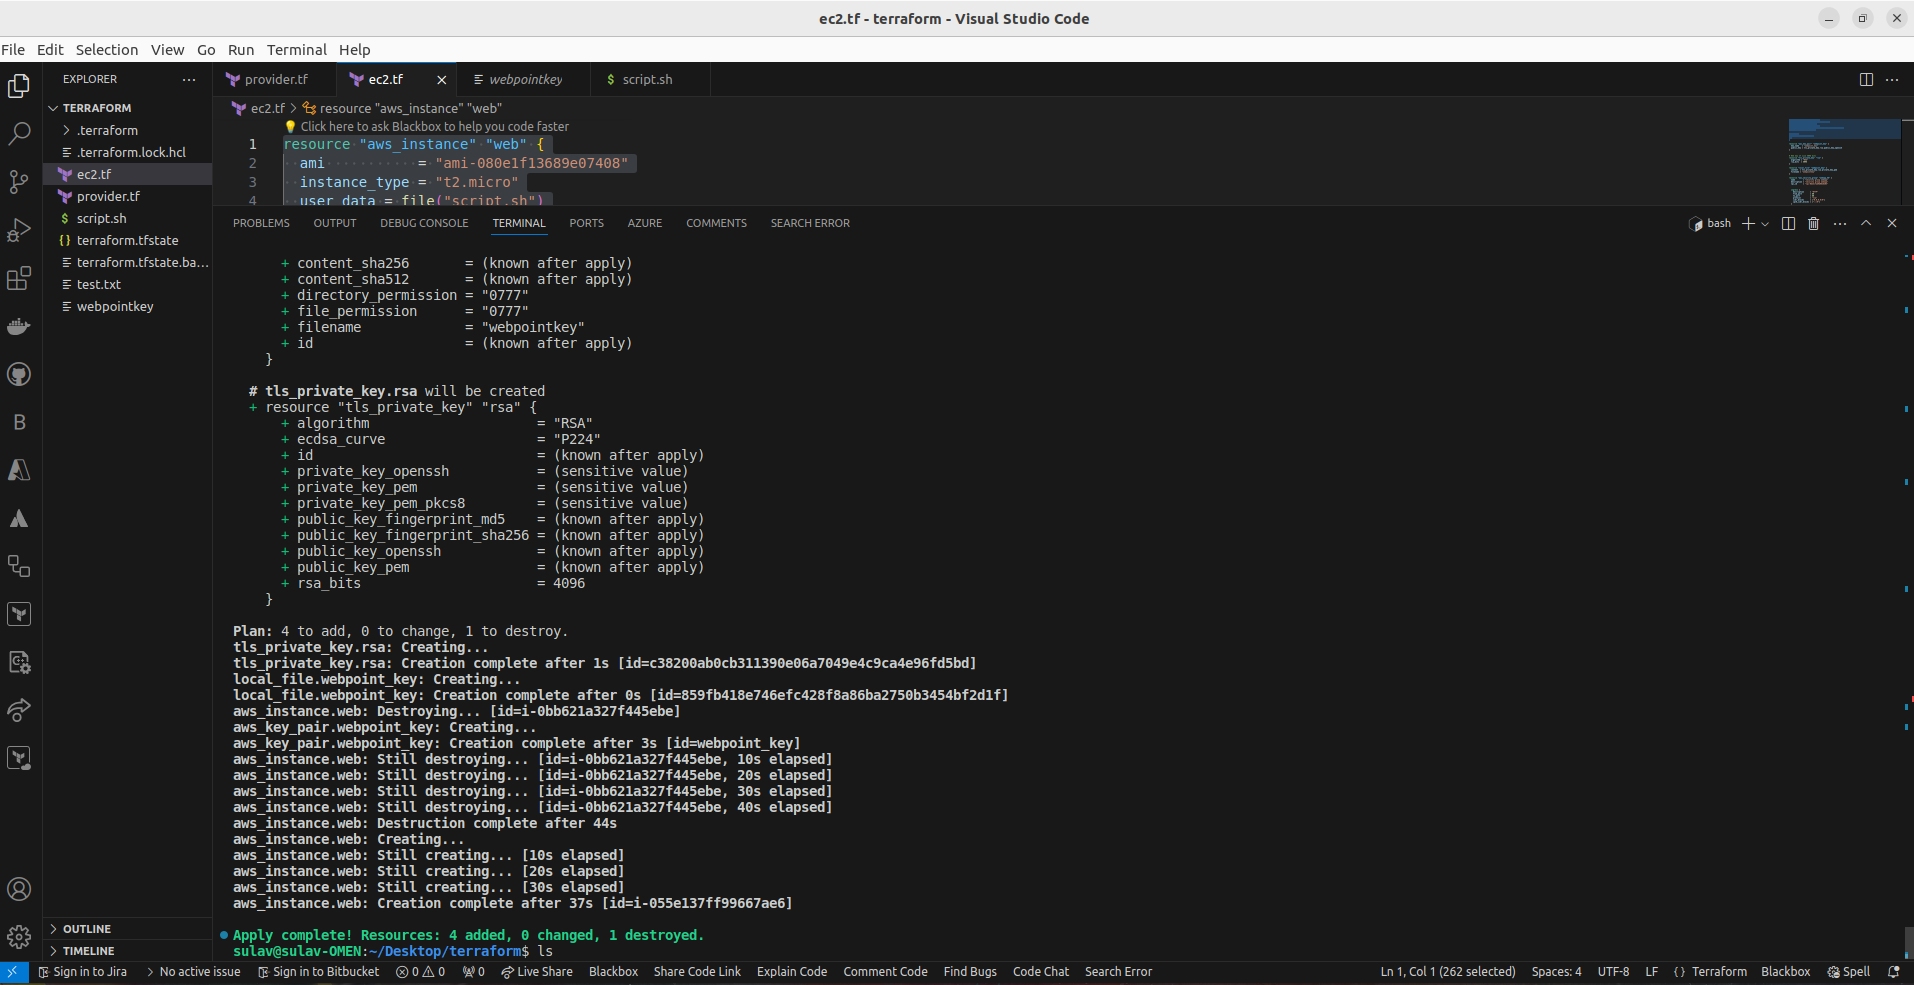 ec2.tf - terraform - Visual Studio Code
File Edit Selection View Go Run Terminal Help
EXPLORER ···
provider.tf ec2.tf webpointkey script.sh
TERRAFORM
.terraform
.terraform.lock.hcl
ec2.tf
provider.tf
script.sh
terraform.tfstate
terraform.tfstate.ba...
test.txt
webpointkey
OUTLINE
TIMELINE
ec2.tf > resource "aws_instance" "web"
Click here to ask Blackbox to help you code faster
1 resource "aws_instance" "web" {
2 ami = "ami-080e1f13689e07408"
3 instance_type = "t2.micro"
4 user_data = file("script.sh")
PROBLEMS OUTPUT DEBUG CONSOLE TERMINAL PORTS AZURE COMMENTS SEARCH ERROR
bash
+ content_sha256 = (known after apply)
+ content_sha512 = (known after apply)
+ directory_permission = "0777"
+ file_permission = "0777"
+ filename = "webpointkey"
+ id = (known after apply)
}
# tls_private_key.rsa will be created
+ resource "tls_private_key" "rsa" {
+ algorithm = "RSA"
+ ecdsa_curve = "P224"
+ id = (known after apply)
+ private_key_openssh = (sensitive value)
+ private_key_pem = (sensitive value)
+ private_key_pem_pkcs8 = (sensitive value)
+ public_key_fingerprint_md5 = (known after apply)
+ public_key_fingerprint_sha256 = (known after apply)
+ public_key_openssh = (known after apply)
+ public_key_pem = (known after apply)
+ rsa_bits = 4096
}
Plan: 4 to add, 0 to change, 1 to destroy.
tls_private_key.rsa: Creating...
tls_private_key.rsa: Creation complete after 1s [id=c38200ab0cb311390e06a7049e4c9ca4e96fd5bd]
local_file.webpoint_key: Creating...
local_file.webpoint_key: Creation complete after 0s [id=859fb418e746efc428f8a86ba2750b3454bf2d1f]
aws_instance.web: Destroying... [id=i-0bb621a327f445ebe]
aws_key_pair.webpoint_key: Creating...
aws_key_pair.webpoint_key: Creation complete after 3s [id=webpoint_key]
aws_instance.web: Still destroying... [id=i-0bb621a327f445ebe, 10s elapsed]
aws_instance.web: Still destroying... [id=i-0bb621a327f445ebe, 20s elapsed]
aws_instance.web: Still destroying... [id=i-0bb621a327f445ebe, 30s elapsed]
aws_instance.web: Still destroying... [id=i-0bb621a327f445ebe, 40s elapsed]
aws_instance.web: Destruction complete after 44s
aws_instance.web: Creating...
aws_instance.web: Still creating... [10s elapsed]
aws_instance.web: Still creating... [20s elapsed]
aws_instance.web: Still creating... [30s elapsed]
aws_instance.web: Creation complete after 37s [id=i-055e137ff99667ae6]
Apply complete! Resources: 4 added, 0 changed, 1 destroyed.
sulav@sulav-OMEN:~/Desktop/terraform$ ls
Sign in to Jira No active issue Sign in to Bitbucket 0 0 0 Live Share Blackbox Share Code Link Explain Code Comment Code Find Bugs Code Chat Search Error Ln 1, Col 1 (262 selected) Spaces: 4 UTF-8 LF {} Terraform Blackbox Spell